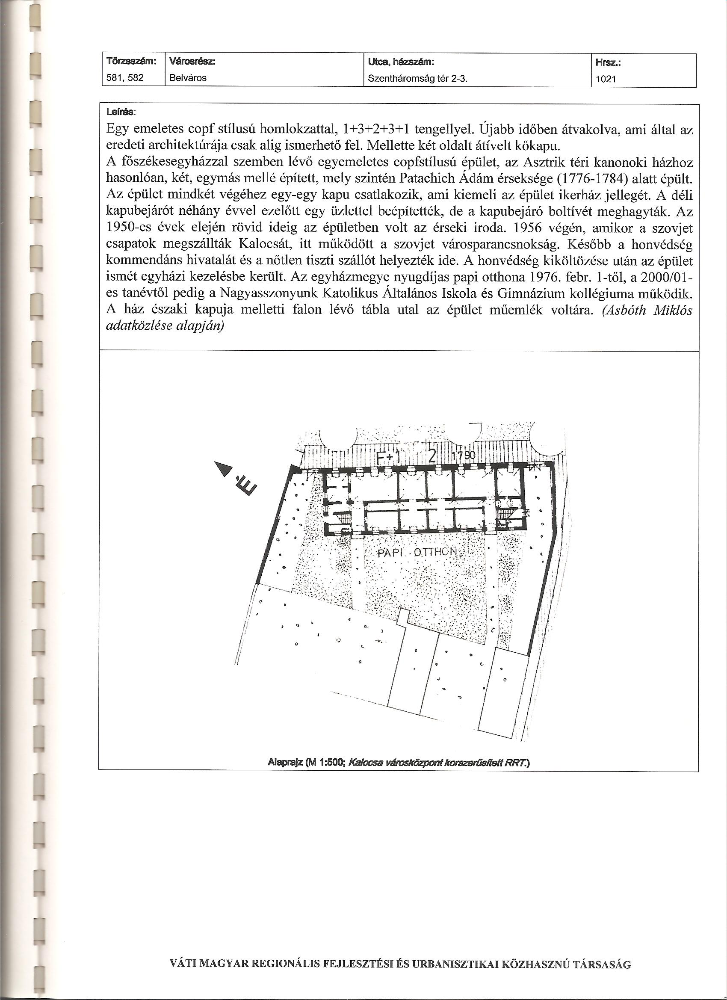 Törzsszám: Városrész: Utca, házszám: Hrsz.:
581, 582 Belváros Szentháromság tér 2-3. 1021
Leírás:
Egy emeletes copf stílusú homlokzattal, 1+3+2+3+1 tengellyel. Újabb időben átvakolva, ami által az
eredeti architektúrája csak alig ismerhető fel. Mellette két oldalt átívelt kőkapu.
A főszékesegyházzal szemben lévő egyemeletes copfstílusú épület, az Asztrik téri kanonoki házhoz
hasonlóan, két, egymás mellé épített, mely szintén Patachich Ádám érseksége (1776-1784) alatt épült.
Az épület mindkét végéhez egy-egy kapu csatlakozik, ami kiemeli az épület ikerház jellegét. A déli
kapubejárót néhány évvel ezelőtt egy üzlettel beépítették, de a kapubejáró boltívét meghagyták. Az
1950-es évek elején rövid ideig az épületben volt az érseki iroda. 1956 végén, amikor a szovjet
csapatok megszállták Kalocsát, itt működött a szovjet városparancsnokság. Később a honvédség
kommendáns hivatalát és a nőtlen tiszti szállót helyezték ide. A honvédség kiköltözése után az épület
ismét egyházi kezelésbe került. Az egyházmegye nyugdíjas papi otthona 1976. febr. 1-től, a 2000/01-
es tanévtől pedig a Nagyasszonyunk Katolikus Általános Iskola és Gimnázium kollégiuma működik.
A ház északi kapuja melletti falon lévő tábla utal az épület műemlék voltára. (Asbóth Miklós
adatközlése alapján)
F+1 2 1790
É
PAPI OTTHON
Alaprajz (M 1:500; Kalocsa városközpont korszerűsített RRT.)
VÁTI MAGYAR REGIONÁLIS FEJLESZTÉSI ÉS URBANISZTIKAI KÖZHASZNÚ TÁRSASÁG